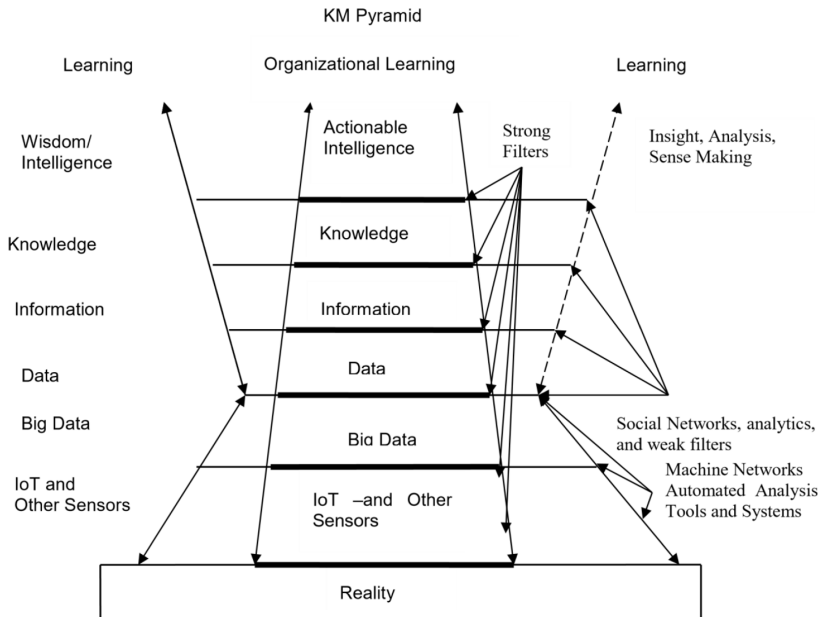 KM Pyramid
Learning
Organizational Learning
Learning
Wisdom/
Intelligence
Actionable
Intelligence
Strong
Filters
Insight, Analysis,
Sense Making
Knowledge
Knowledge
Information
Information
Data
Data
Big Data
Big Data
Social Networks, analytics,
and weak filters
IoT and
Other Sensors
IoT –and Other
Sensors
Machine Networks
Automated Analysis
Tools and Systems
Reality